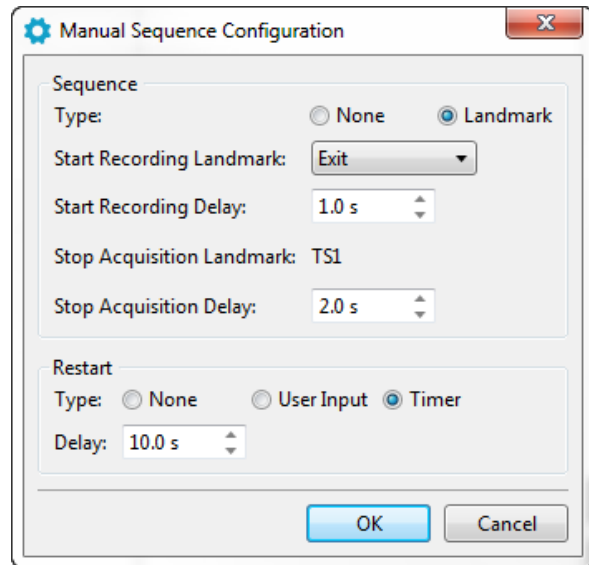 Manual Sequence Configuration
Sequence
Type: None Landmark
Start Recording Landmark: Exit
Start Recording Delay: 1.0 s
Stop Acquisition Landmark: TS1
Stop Acquisition Delay: 2.0 s
Restart
Type: None User Input Timer
Delay: 10.0 s
OK Cancel